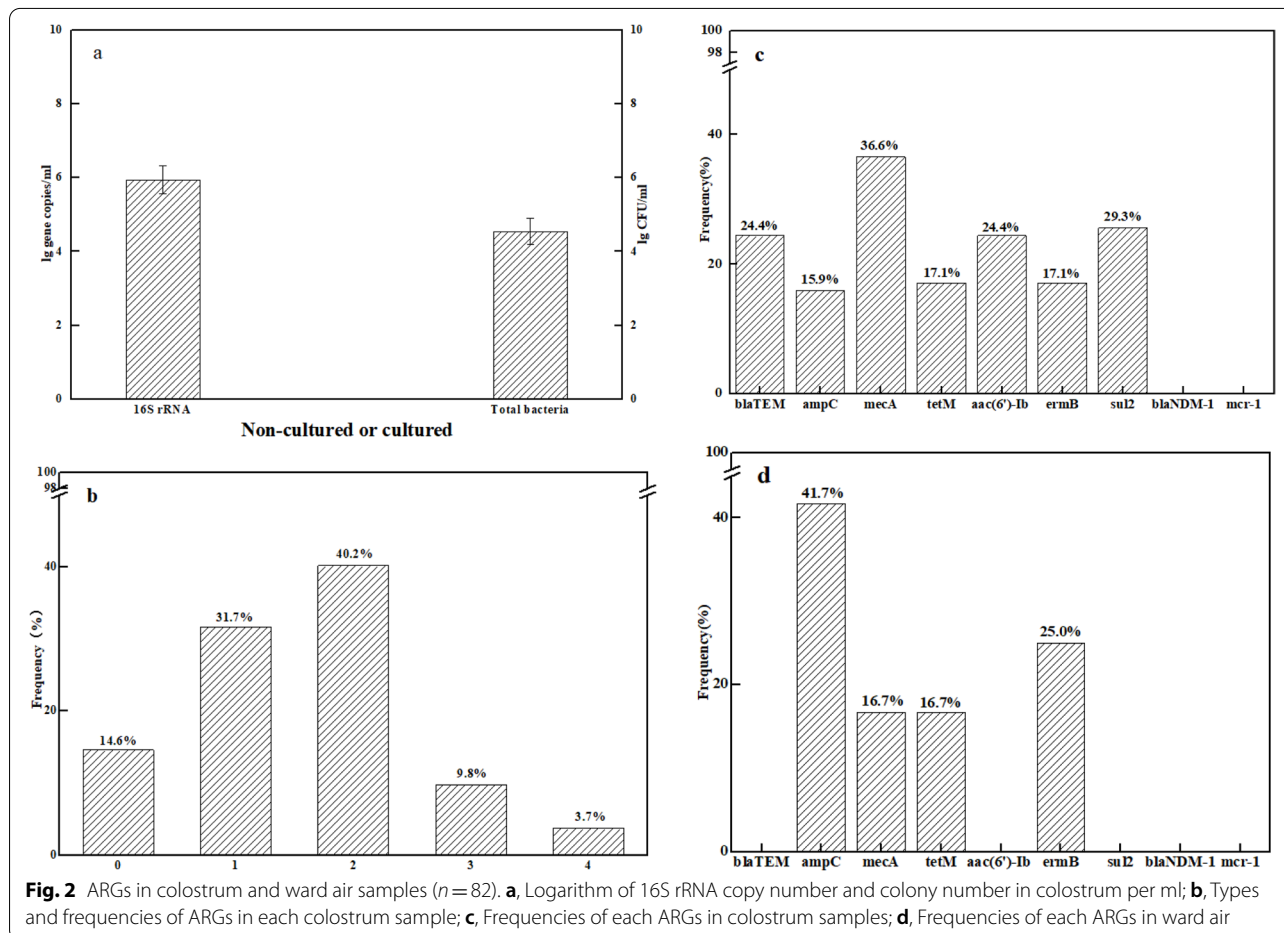 a
10
8
6
4
2
0
lg gene copies/ml
10
8
6
4
2
0
lg CFU/ml
16S rRNA
Total bacteria
Non-cultured or cultured
c
100
98
40
20
0
Frequency(%)
24.4%
15.9%
36.6%
17.1%
24.4%
17.1%
29.3%
blaTEM ampC mecA tetM aac(6')-Ib ermB sul2 blaNDM-1 mcr-1
b
100
98
40
20
0
Frequency (%)
14.6%
31.7%
40.2%
9.8%
3.7%
0 1 2 3 4
d
100
40
20
0
Frequency(%)
41.7%
16.7%
16.7%
25.0%
blaTEM ampC mecA tetM aac(6')-Ib ermB sul2 blaNDM-1 mcr-1
Fig. 2 ARGs in colostrum and ward air samples (n = 82). a, Logarithm of 16S rRNA copy number and colony number in colostrum per ml; b, Types
and frequencies of ARGs in each colostrum sample; c, Frequencies of each ARGs in colostrum samples; d, Frequencies of each ARGs in ward air